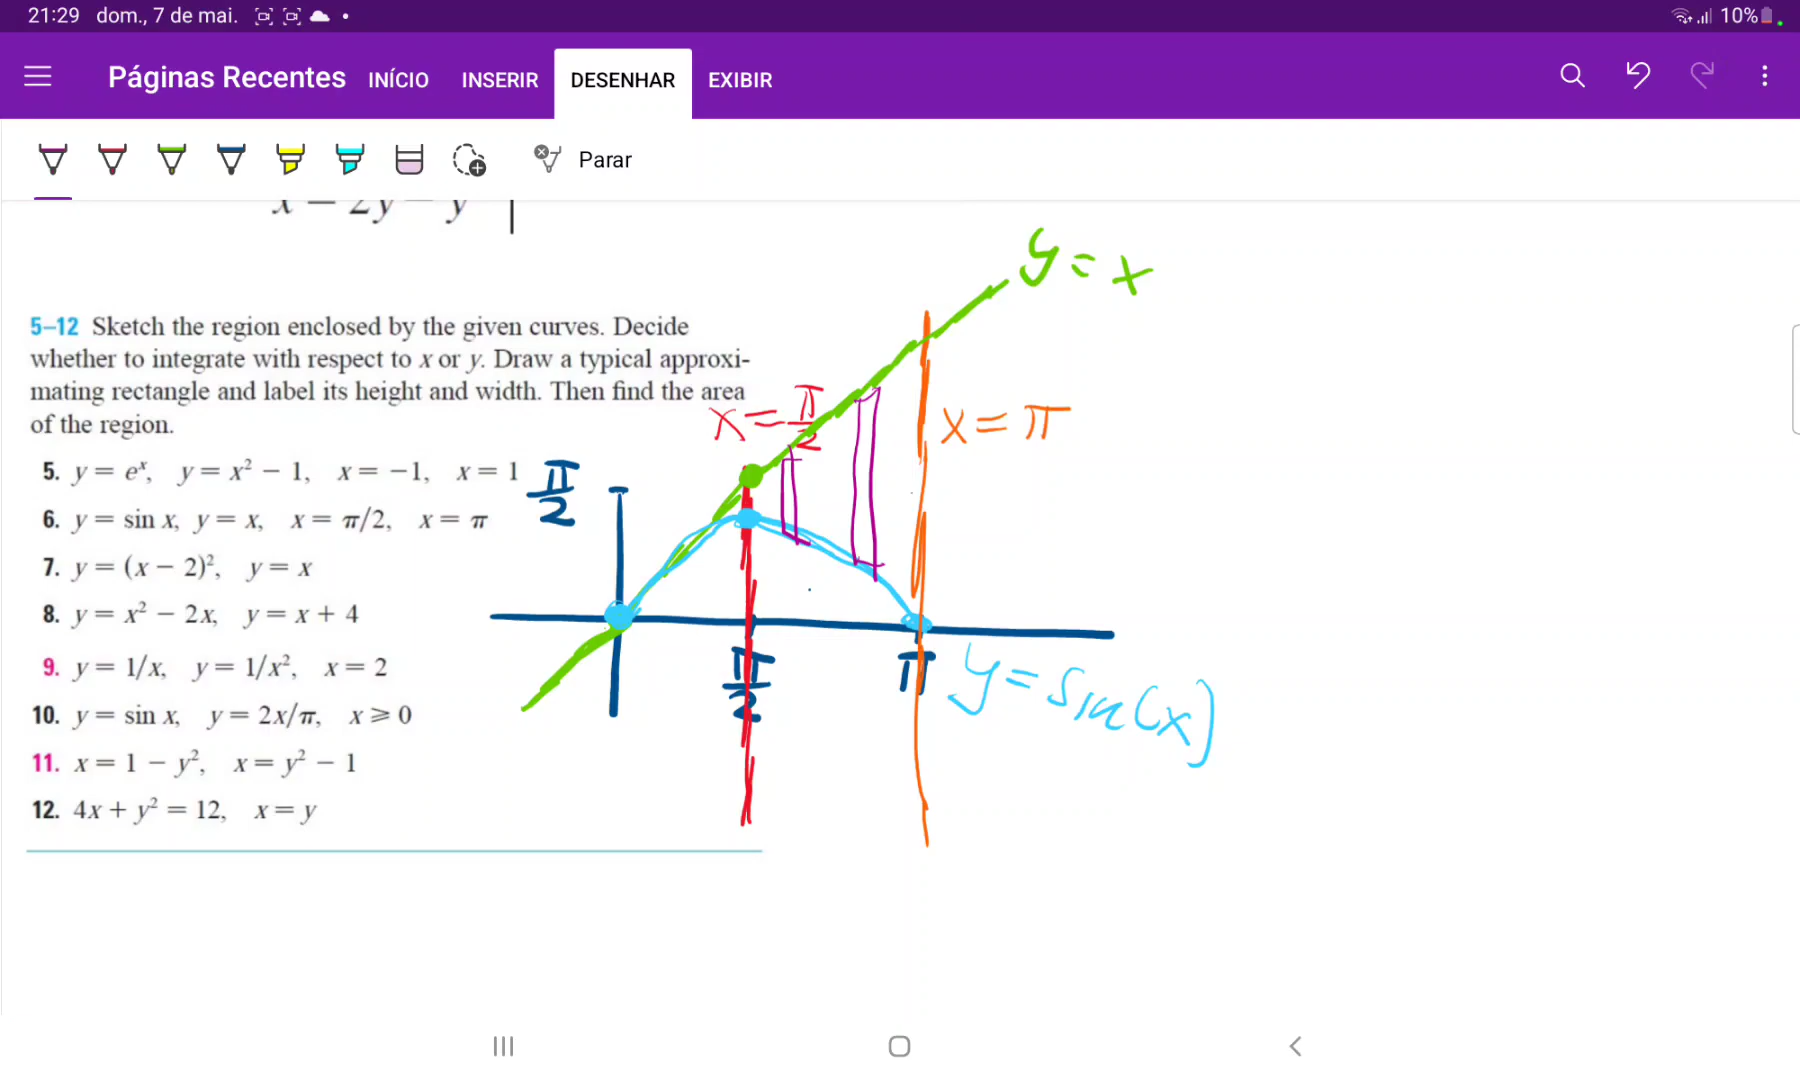 21:29 dom., 7 de mai. • 10%
Páginas Recentes INÍCIO INSERIR DESENHAR EXIBIR
Parar
y = x
5–12 Sketch the region enclosed by the given curves. Decide
whether to integrate with respect to x or y. Draw a typical approxi-
mating rectangle and label its height and width. Then find the area
of the region.
x = π/2
x = π
5. y = eˣ, y = x² − 1, x = −1, x = 1
π/2
6. y = sin x, y = x, x = π/2, x = π
7. y = (x − 2)², y = x
8. y = x² − 2x, y = x + 4
9. y = 1/x, y = 1/x², x = 2
π/2 π y = sin(x)
10. y = sin x, y = 2x/π, x ⩾ 0
11. x = 1 − y², x = y² − 1
12. 4x + y² = 12, x = y